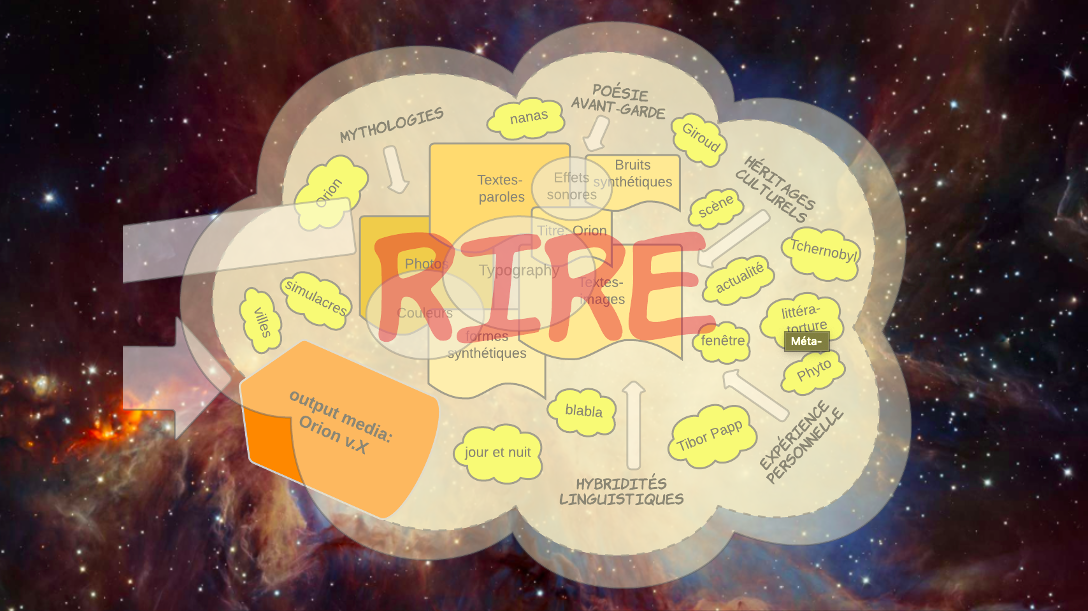 POÉSIE
AVANT-GARDE
MYTHOLOGIES
nanas
Giroud
HÉRITAGES
CULTURELS
Orion
Textes-
paroles
Effets
sonores
Bruits
synthétiques
scène
Titre
Orion
Tchernobyl
Photos
Typography
RIRE
Textes-
images
actualité
simulacres
villes
Couleurs
littéra-
torture
Méta-
fenêtre
formes
synthétiques
Phyto
output media:
Orion v.X
blabla
Tibor Papp
jour et nuit
EXPÉRIENCE
PERSONNELLE
HYBRIDITÉS
LINGUISTIQUES